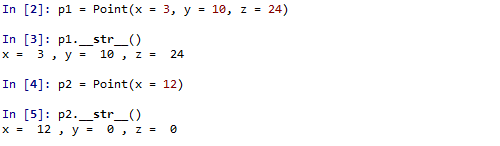 In [2]: p1 = Point(x = 3, y = 10, z = 24)
In [3]: p1.__str__()
x =  3 , y =  10 , z =  24
In [4]: p2 = Point(x = 12)
In [5]: p2.__str__()
x =  12 , y =  0 , z =  0